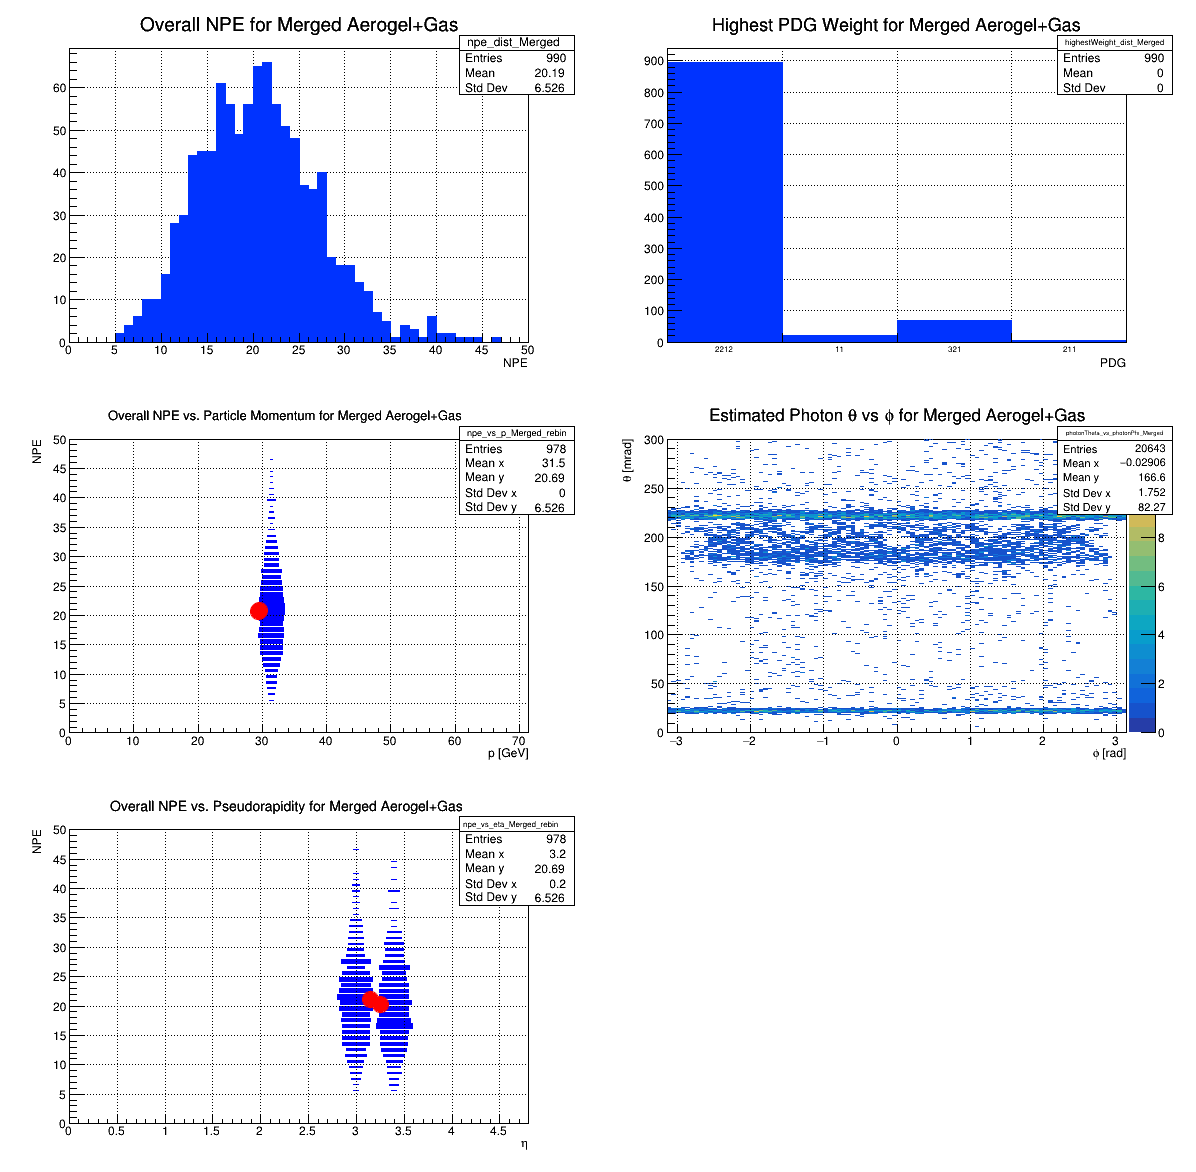 Overall NPE for Merged Aerogel+Gas
npe_dist_Merged
Entries 990
Mean 20.19
Std Dev 6.526
60
50
40
30
20
10
0
0 5 10 15 20 25 30 35 40 45 50
NPE
Highest PDG Weight for Merged Aerogel+Gas
highestWeight_dist_Merged
Entries 990
Mean 0
Std Dev 0
900
800
700
600
500
400
300
200
100
0
2212 11 321 211
PDG
Overall NPE vs. Particle Momentum for Merged Aerogel+Gas
npe_vs_p_Merged_rebin
Entries 978
Mean x 31.5
Mean y 20.69
Std Dev x 0
Std Dev y 6.526
NPE
50
45
40
35
30
25
20
15
10
5
0
0 10 20 30 40 50 60 70
p [GeV]
Estimated Photon θ vs ϕ for Merged Aerogel+Gas
photonTheta_vs_photonPhi_Merged
Entries 20643
Mean x −0.02906
Mean y 166.6
Std Dev x 1.752
Std Dev y 82.27
θ [mrad]
300
250
200
150
100
50
0
−3 −2 −1 0 1 2 3
ϕ [rad]
8
6
4
2
0
Overall NPE vs. Pseudorapidity for Merged Aerogel+Gas
npe_vs_eta_Merged_rebin
Entries 978
Mean x 3.2
Mean y 20.69
Std Dev x 0.2
Std Dev y 6.526
NPE
50
45
40
35
30
25
20
15
10
5
0
0 0.5 1 1.5 2 2.5 3 3.5 4 4.5
η